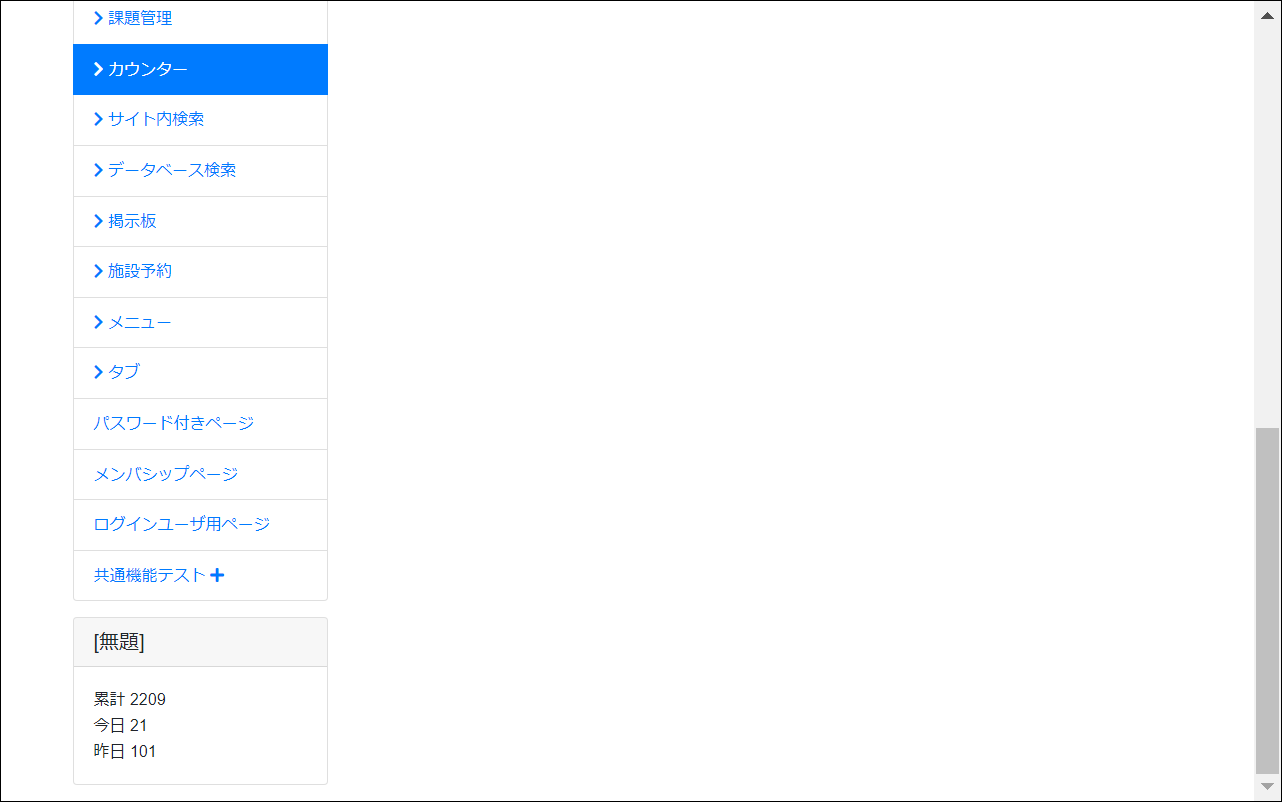 課題管理
カウンター
サイト内検索
データベース検索
掲示板
施設予約
メニュー
タブ
パスワード付きページ
メンバシップページ
ログインユーザ用ページ
共通機能テスト
[無題]
累計 2209
今日 21
昨日 101